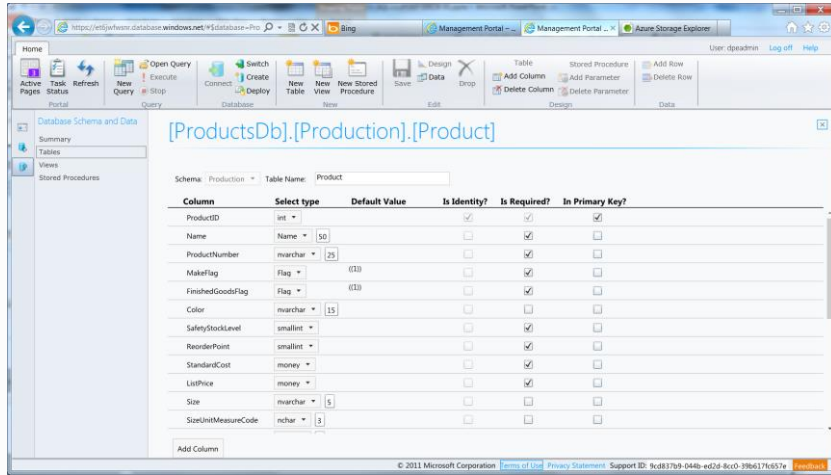 https://et6jwfwsnr.database.windows.net/#$database=Pro
Bing
Management Portal - ...
Management Portal ...
Azure Storage Explorer
Home
User: dpeadmin Log off Help
Active Pages
Task Status
Refresh
New Query
Open Query
Execute
Stop
Connect
Switch
Create
Deploy
New Table
New View
New Stored Procedure
Save
Design
Data
Drop
Table
Add Column
Delete Column
Stored Procedure
Add Parameter
Delete Parameter
Add Row
Delete Row
Portal Query Database New Edit Design Data
Database Schema and Data
Summary
Tables
Views
Stored Procedures
[ProductsDb].[Production].[Product]
Schema: Production Table Name: Product
Column Select type Default Value Is Identity? Is Required? In Primary Key?
ProductID int
Name Name 50
ProductNumber nvarchar 25
MakeFlag Flag ((1))
FinishedGoodsFlag Flag ((1))
Color nvarchar 15
SafetyStockLevel smallint
ReorderPoint smallint
StandardCost money
ListPrice money
Size nvarchar 5
SizeUnitMeasureCode nchar 3
Add Column
© 2011 Microsoft Corporation Terms of Use Privacy Statement Support ID: 9cd837b9-044b-ed2d-8cc0-39b617fc657e Feedback